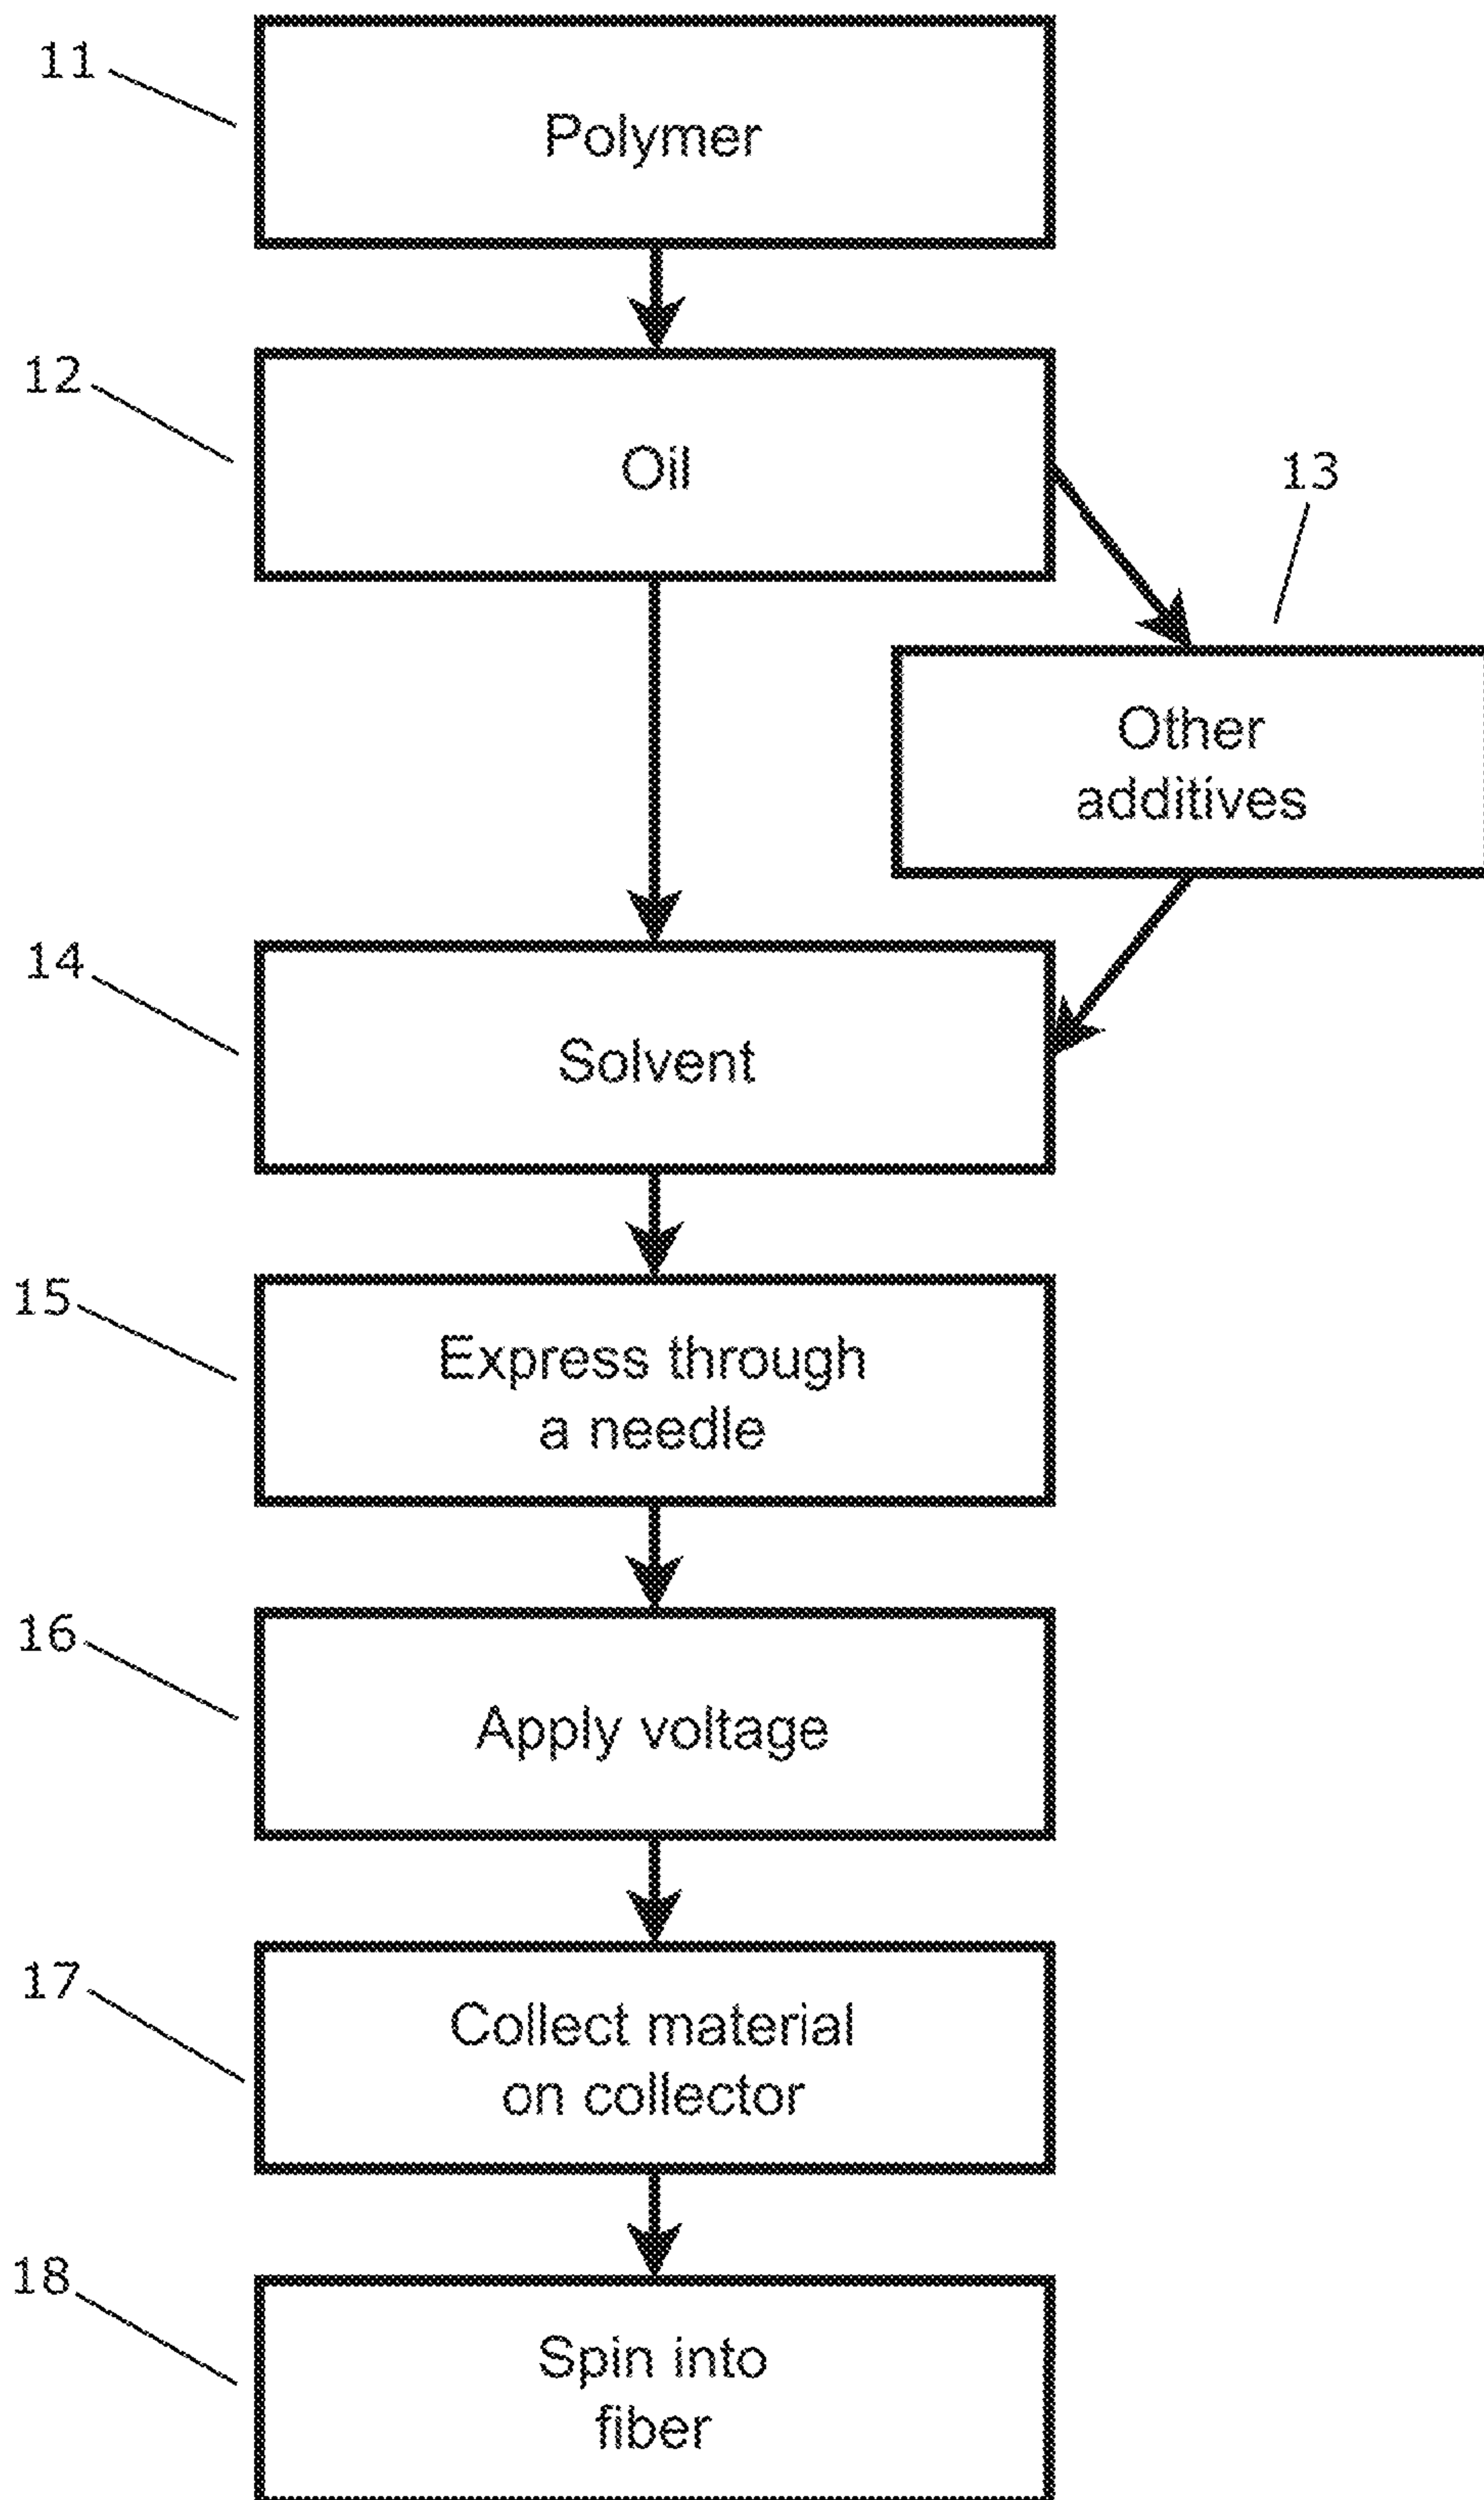 11
Polymer
12
Oil
13
Other
additives
14
Solvent
15
Express through
a needle
16
Apply voltage
17
Collect material
on collector
18
Spin into
fiber